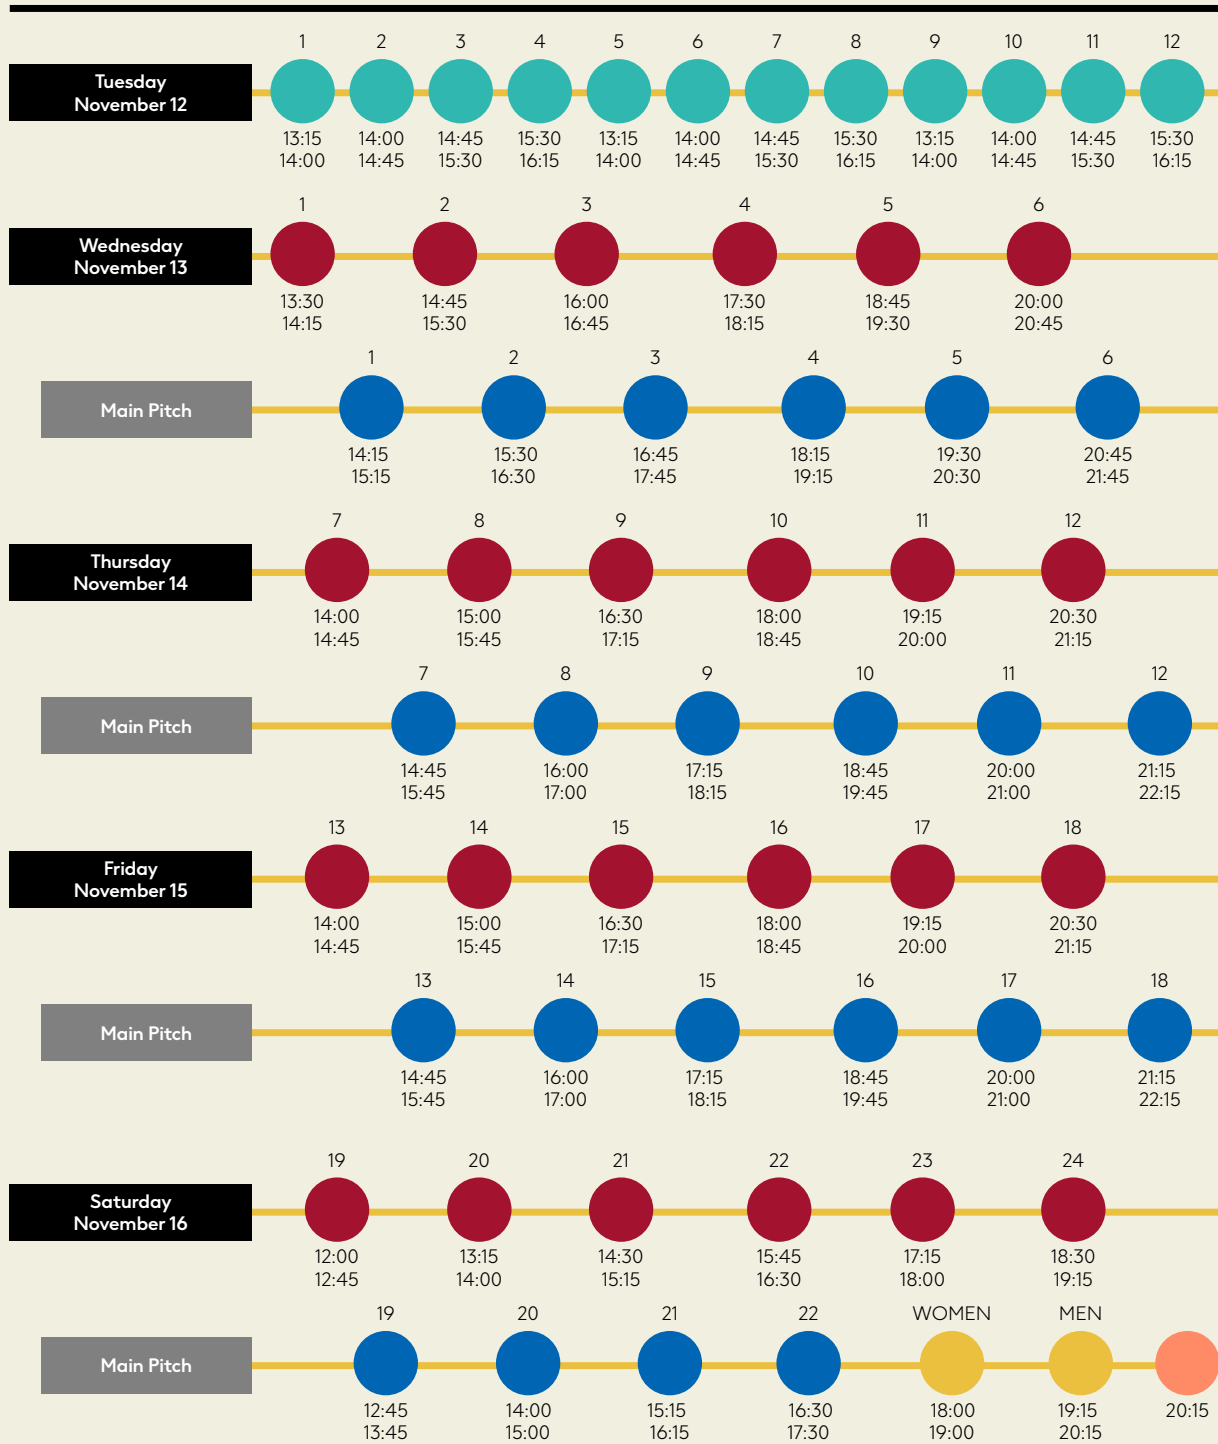 1 2 3 4 5 6 7 8 9 10 11 12
Tuesday
November 12
13:15 14:00 14:45 15:30 13:15 14:00 14:45 15:30 13:15 14:00 14:45 15:30
14:00 14:45 15:30 16:15 14:00 14:45 15:30 16:15 14:00 14:45 15:30 16:15
1 2 3 4 5 6
Wednesday
November 13
13:30 14:45 16:00 17:30 18:45 20:00
14:15 15:30 16:45 18:15 19:30 20:45
1 2 3 4 5 6
Main Pitch
14:15 15:30 16:45 18:15 19:30 20:45
15:15 16:30 17:45 19:15 20:30 21:45
7 8 9 10 11 12
Thursday
November 14
14:00 15:00 16:30 18:00 19:15 20:30
14:45 15:45 17:15 18:45 20:00 21:15
7 8 9 10 11 12
Main Pitch
14:45 16:00 17:15 18:45 20:00 21:15
15:45 17:00 18:15 19:45 21:00 22:15
13 14 15 16 17 18
Friday
November 15
14:00 15:00 16:30 18:00 19:15 20:30
14:45 15:45 17:15 18:45 20:00 21:15
13 14 15 16 17 18
Main Pitch
14:45 16:00 17:15 18:45 20:00 21:15
15:45 17:00 18:15 19:45 21:00 22:15
19 20 21 22 23 24
Saturday
November 16
12:00 13:15 14:30 15:45 17:15 18:30
12:45 14:00 15:15 16:30 18:00 19:15
19 20 21 22 WOMEN MEN
Main Pitch
12:45 14:00 15:15 16:30 18:00 19:15 20:15
13:45 15:00 16:15 17:30 19:00 20:15